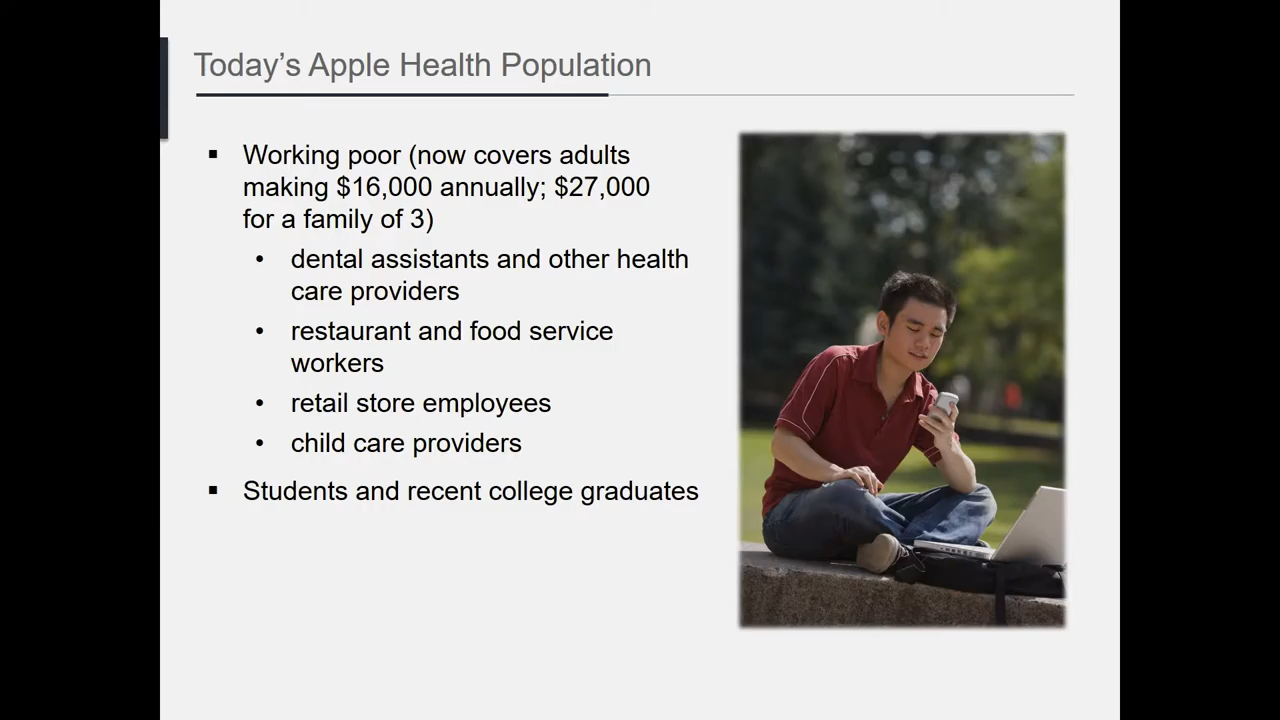 Today’s Apple Health Population
▪ Working poor (now covers adults
making $16,000 annually; $27,000
for a family of 3)
• dental assistants and other health
care providers
• restaurant and food service
workers
• retail store employees
• child care providers
▪ Students and recent college graduates